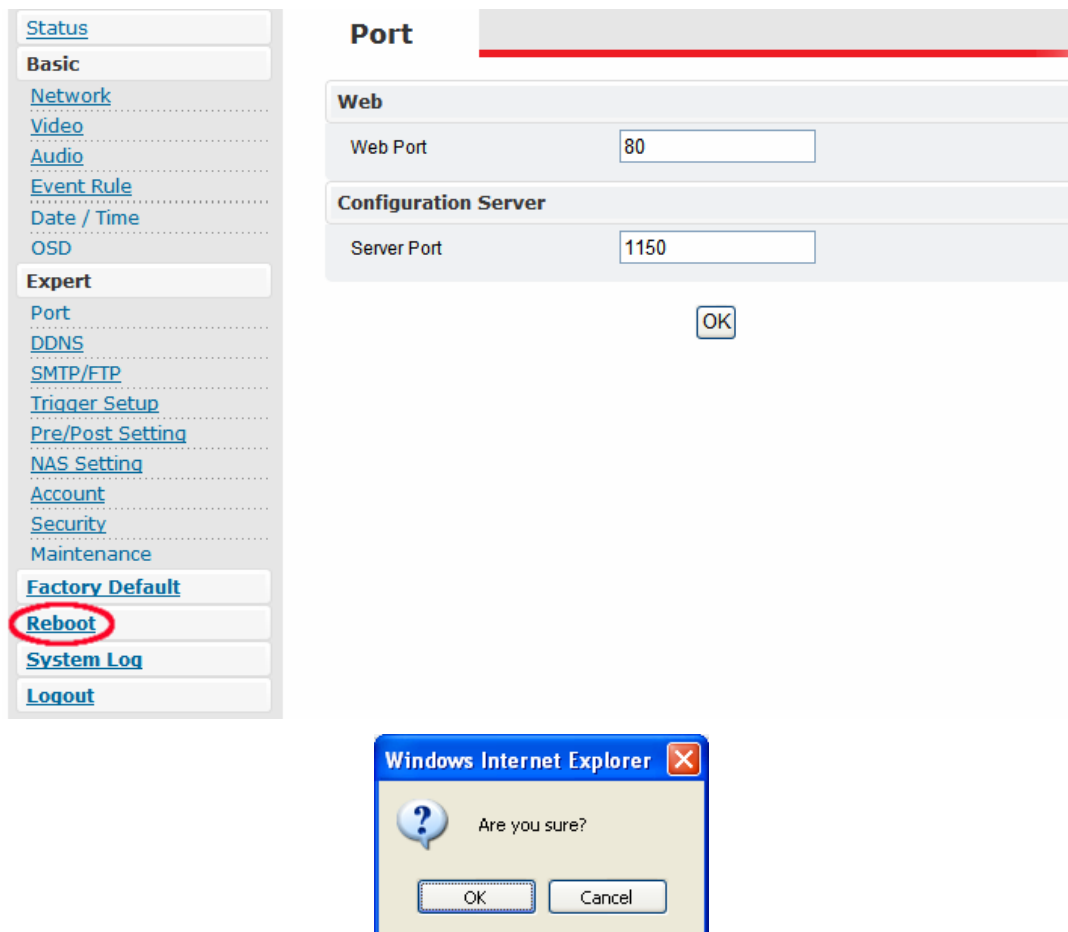 Status
Basic
Network
Video
Audio
Event Rule
Date / Time
OSD
Expert
Port
DDNS
SMTP/FTP
Trigger Setup
Pre/Post Setting
NAS Setting
Account
Security
Maintenance
Factory Default
Reboot
System Log
Logout
Port
Web
Web Port 80
Configuration Server
Server Port 1150
OK
Windows Internet Explorer
Are you sure?
OK Cancel